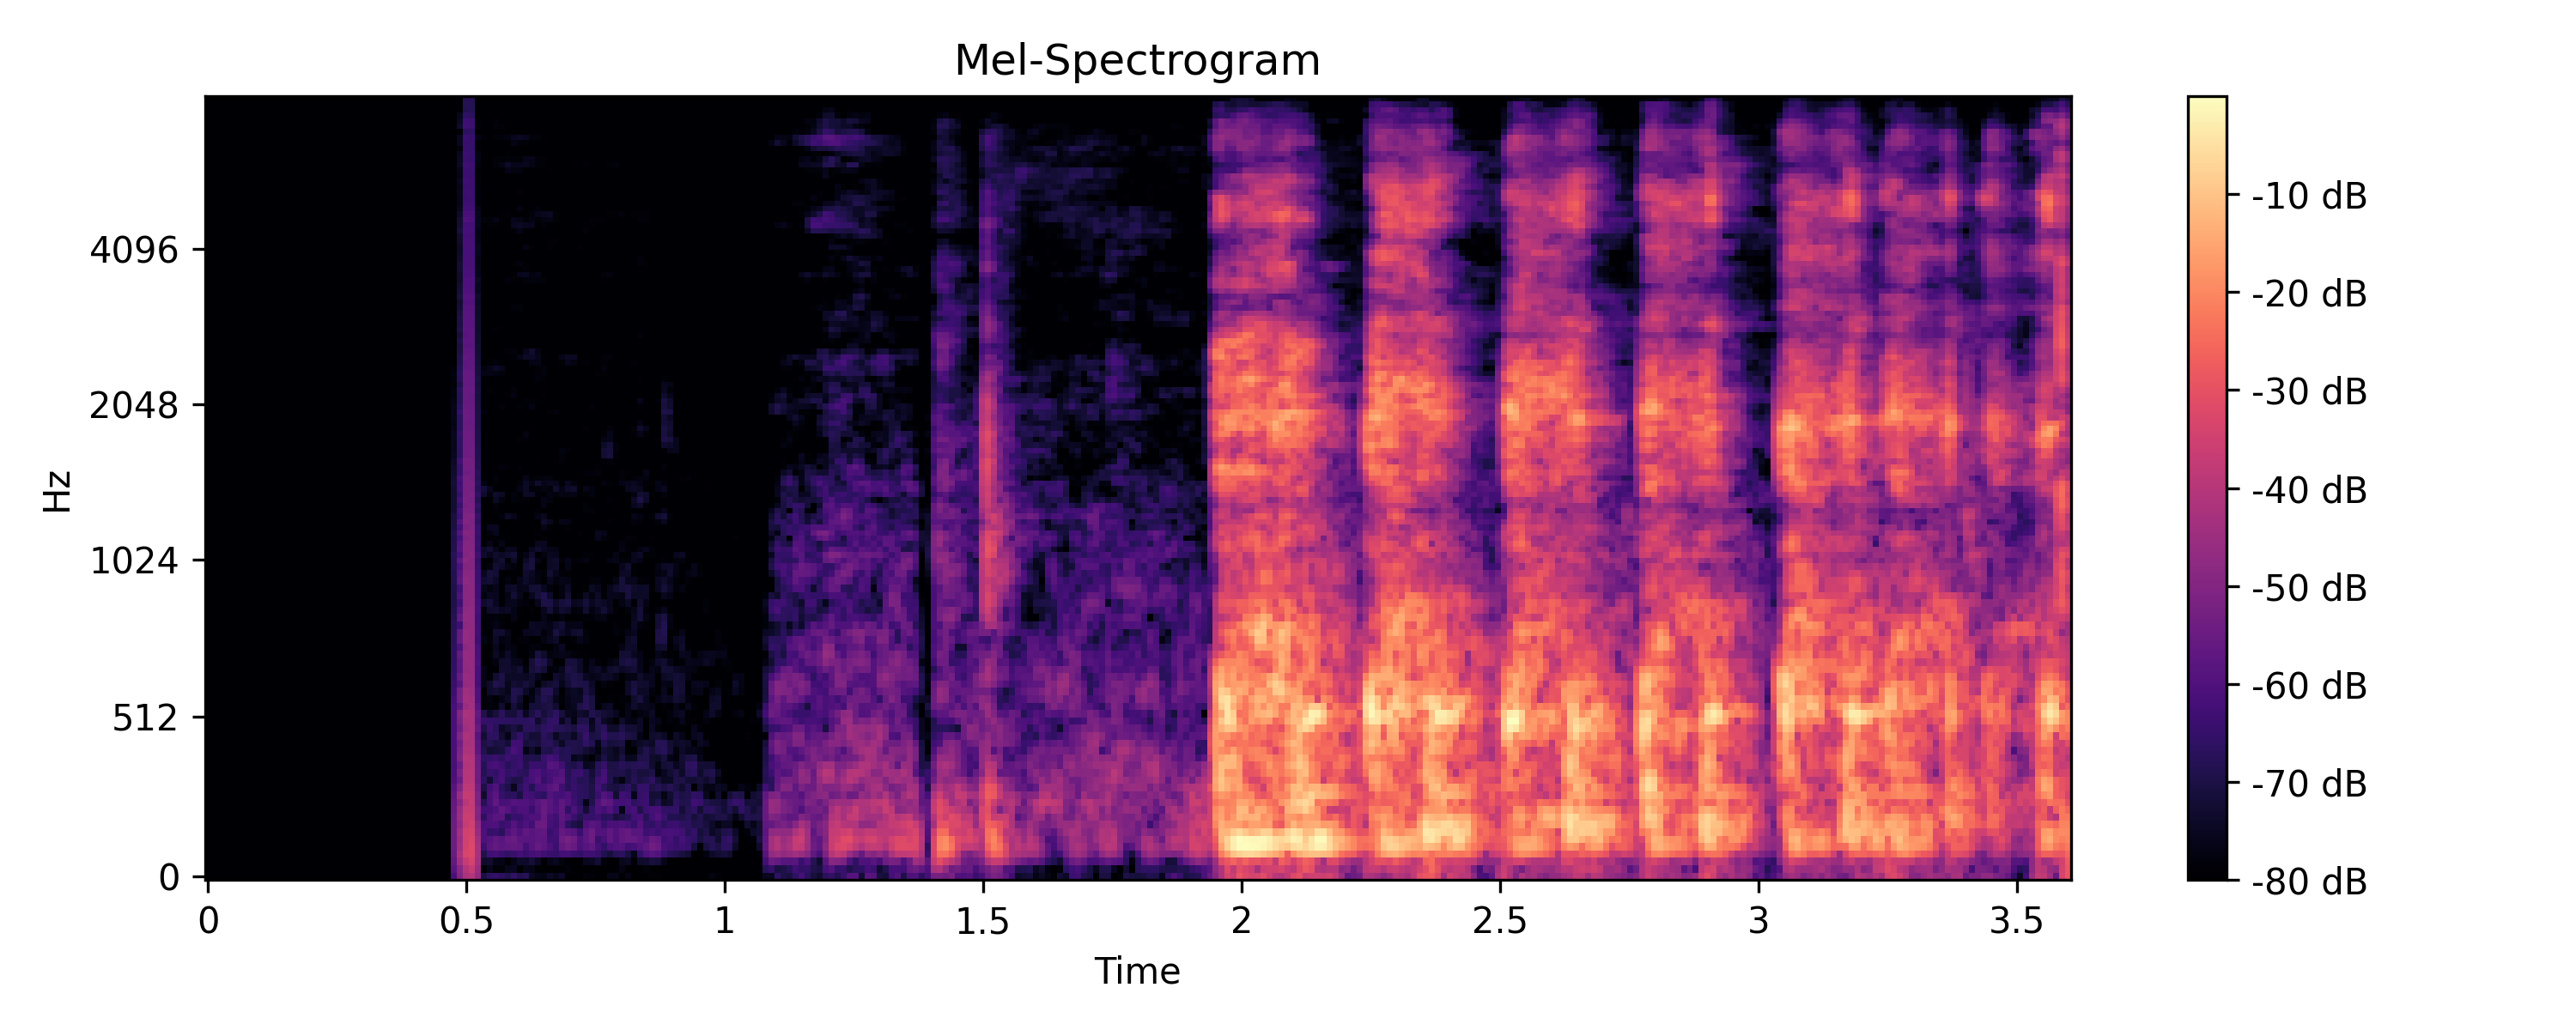 Mel-Spectrogram
Hz
4096
2048
1024
512
0
0 0.5 1 1.5 2 2.5 3 3.5
Time
-10 dB
-20 dB
-30 dB
-40 dB
-50 dB
-60 dB
-70 dB
-80 dB